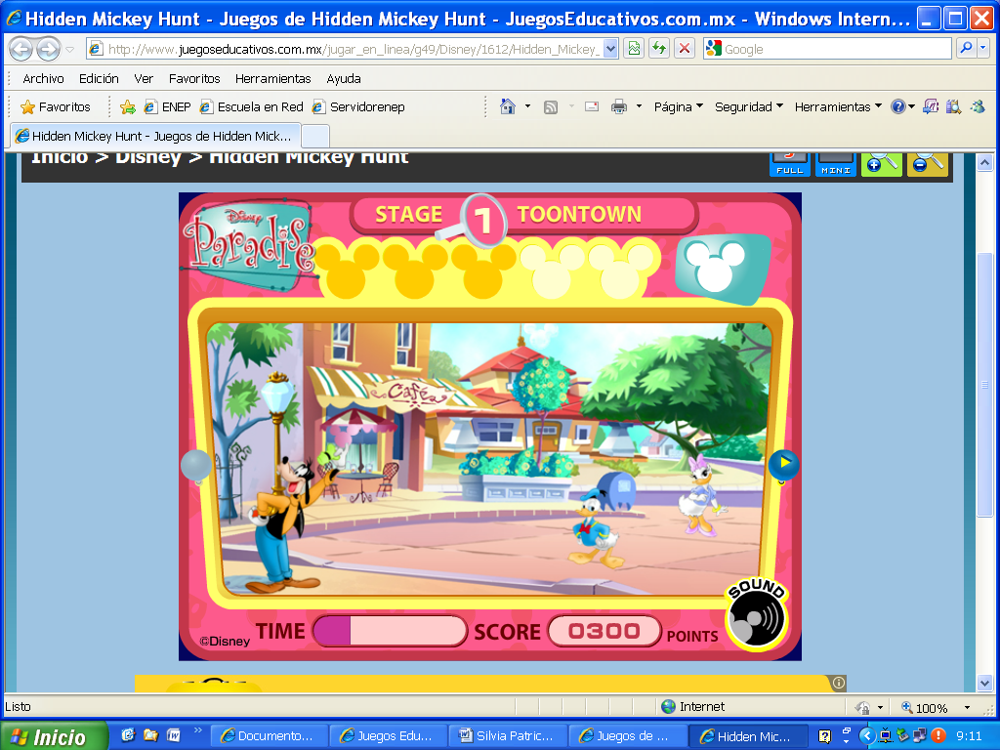 Hidden Mickey Hunt - Juegos de Hidden Mickey Hunt - JuegosEducativos.com.mx - Windows Intern...
http://www.juegoseducativos.com.mx/jugar_en_linea/g49/Disney/1612/Hidden_Mickey_
Google
Archivo Edición Ver Favoritos Herramientas Ayuda
Favoritos ENEP Escuela en Red Servidorenep Página Seguridad Herramientas
Hidden Mickey Hunt - Juegos de Hidden Mick...
Inicio > Disney > Hidden Mickey Hunt
FULL MINI
Disney
Paradise
STAGE 1 TOONTOWN
Café
SOUND
TIME SCORE 0300 POINTS
©Disney
Listo Internet 100%
Inicio Documento... Juegos Edu... Silvia Patric... Juegos de ... Hidden Mic... 9:11